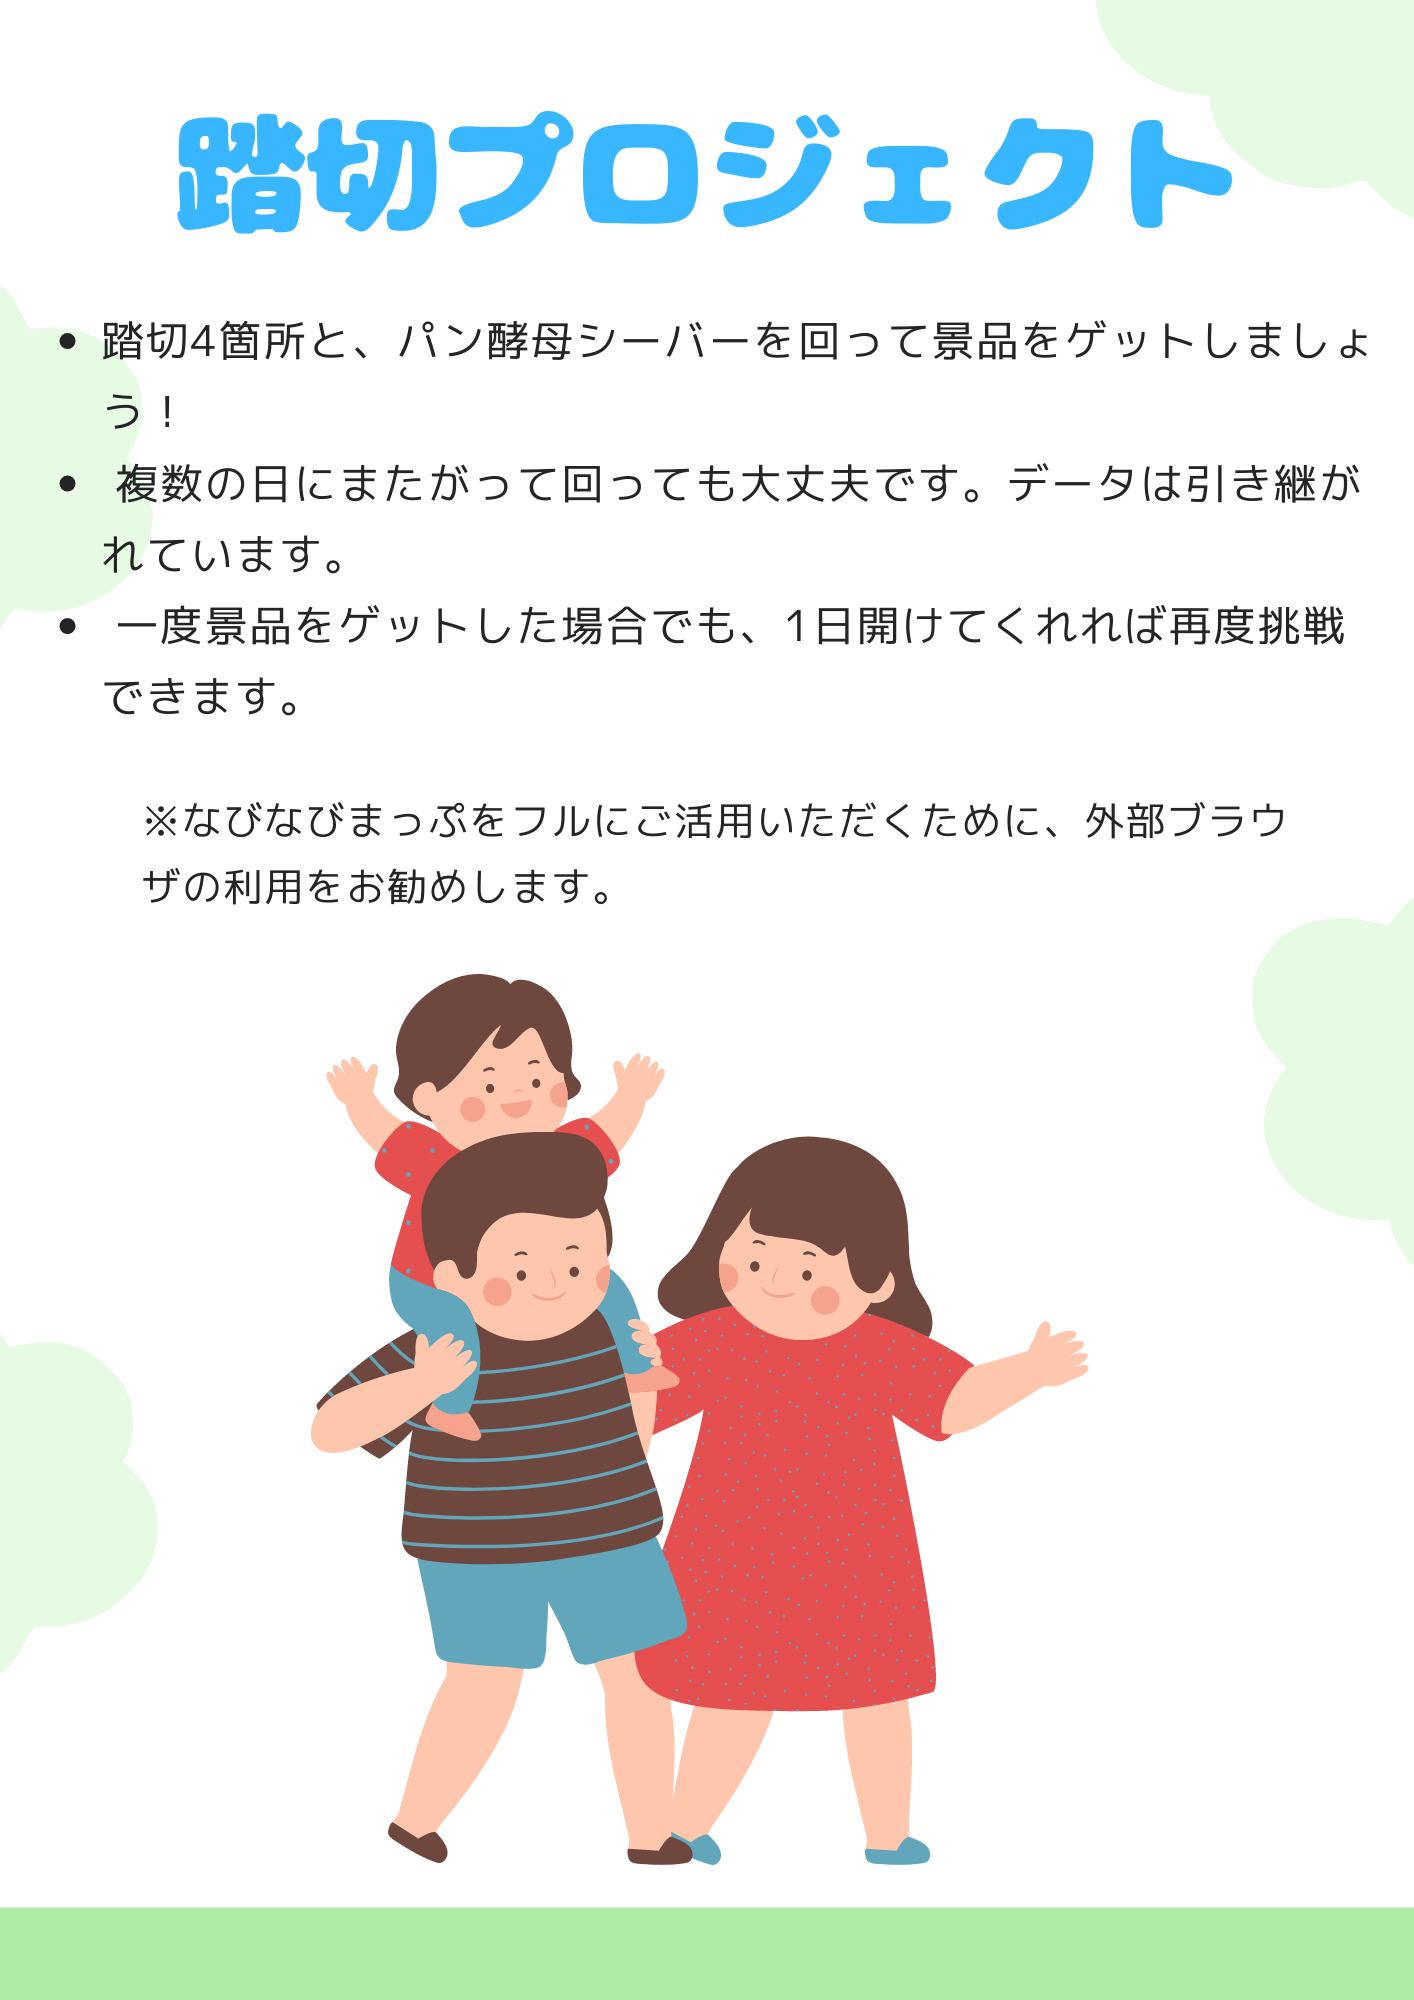 踏切プロジェクト
• 踏切4箇所と、パン酵母シーバーを回って景品をゲットしましょ
う！
• 複数の日にまたがって回っても大丈夫です。データは引き継が
れています。
• 一度景品をゲットした場合でも、1日開けてくれれば再度挑戦
できます。
※なびなびまっぷをフルにご活用いただくために、外部ブラウ
ザの利用をお勧めします。